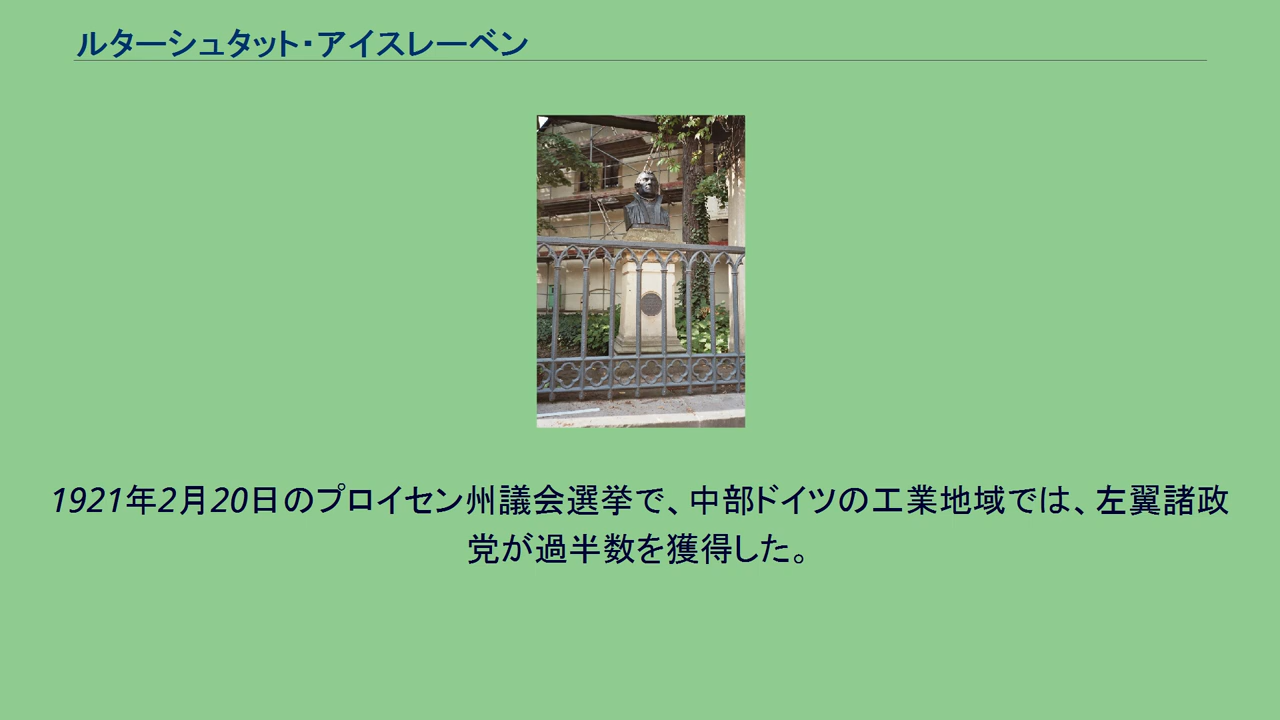 ルターシュタット・アイスレーベン
1921年2月20日のプロイセン州議会選挙で、中部ドイツの工業地域では、左翼諸政
党が過半数を獲得した。